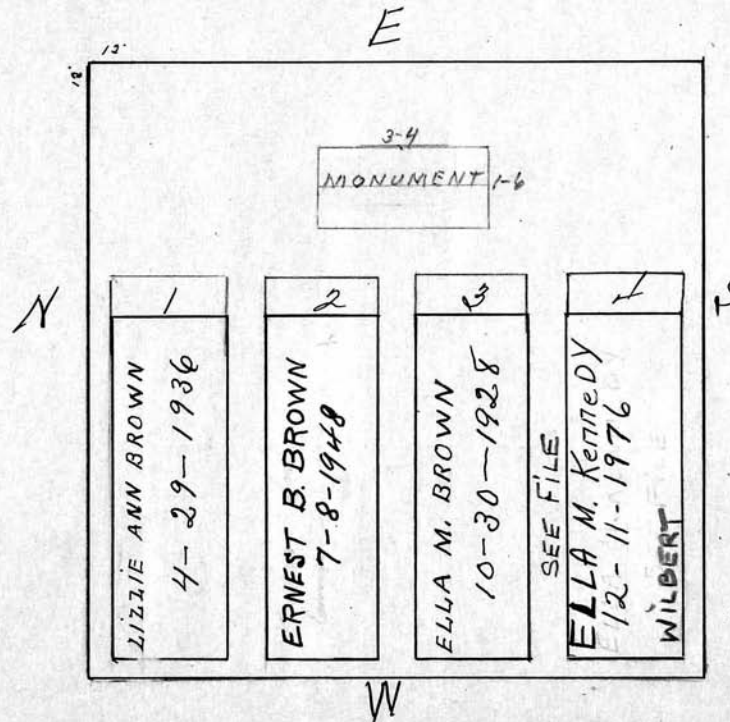 E
12
12
3-4
MONUMENT 1-6
N
1
2
3
4
LIZZIE ANN BROWN
4-29-1936
ERNEST B. BROWN
7-8-1948
ELLA M. BROWN
10-30-1928
SEE FILE
ELLA M. KenneDY
12-11-1976
WILBERT
W